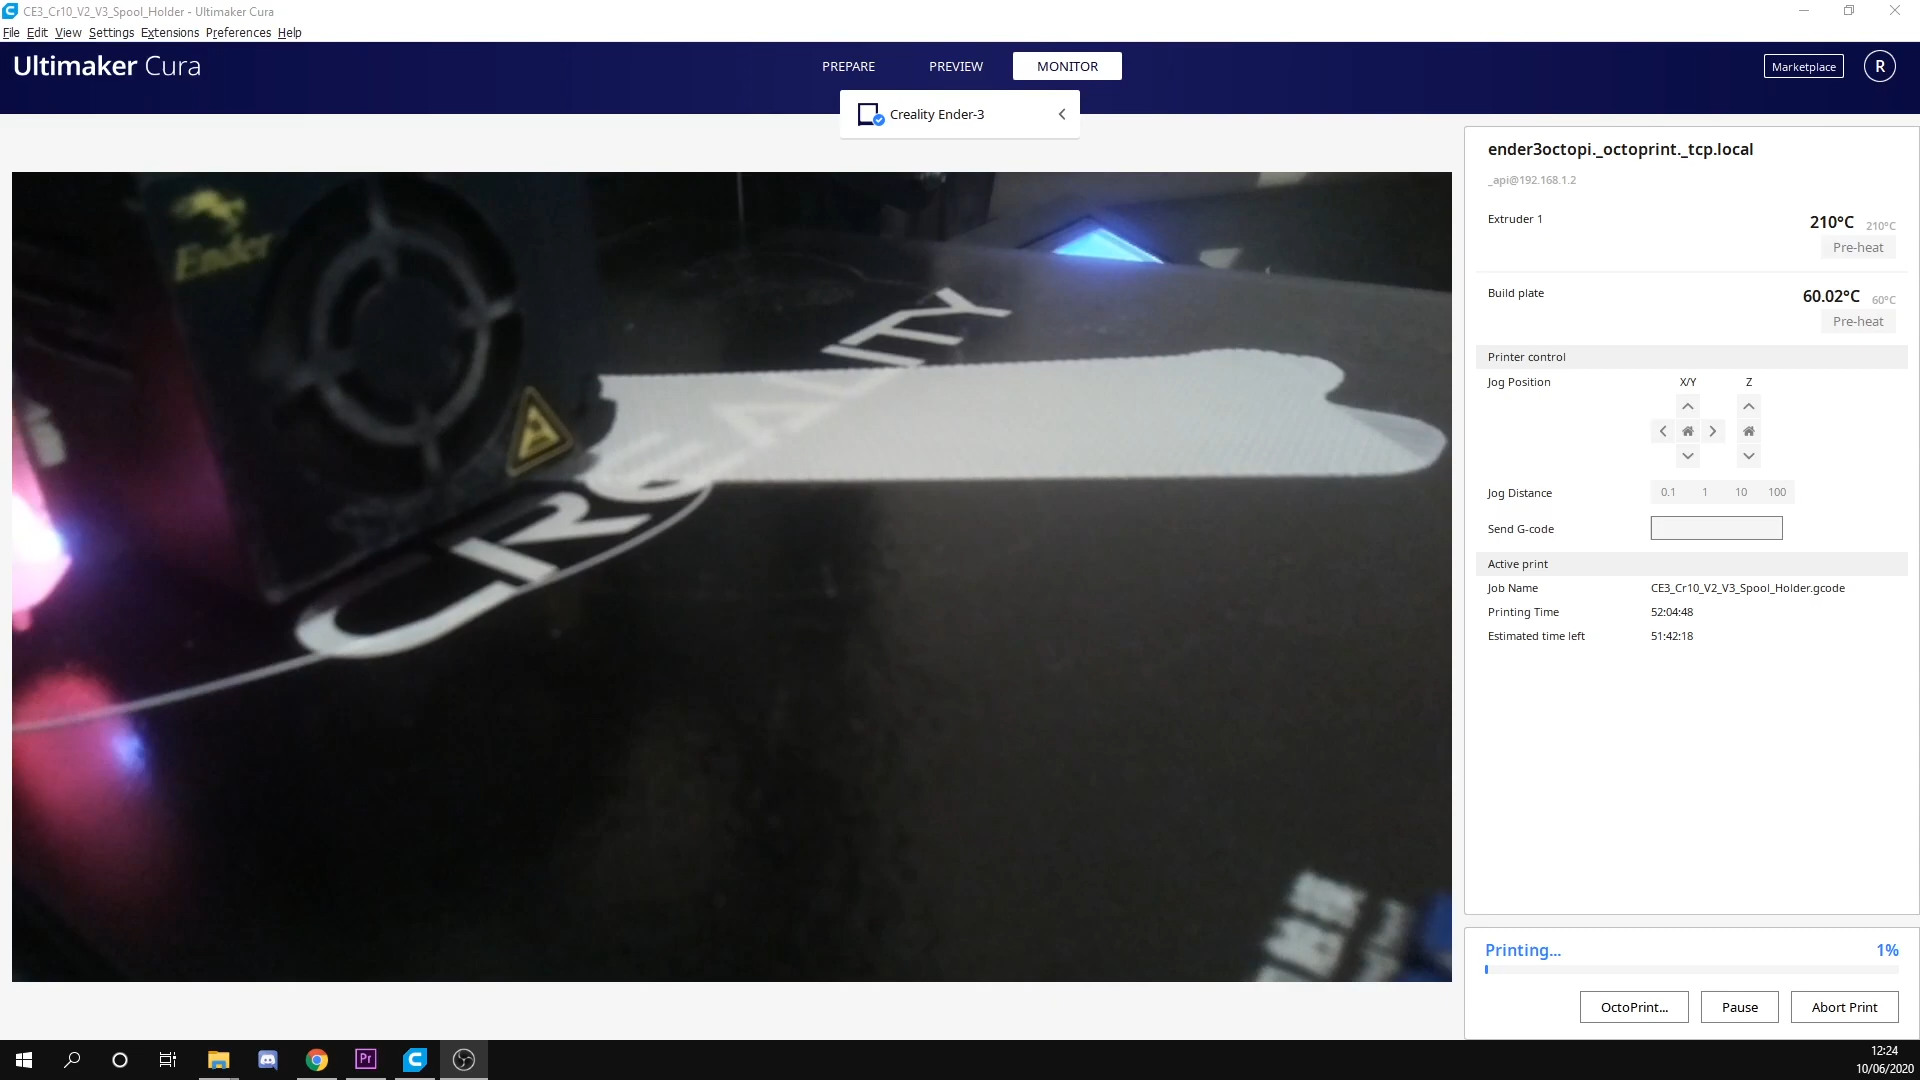 CE3_Cr10_V2_V3_Spool_Holder - Ultimaker Cura
File Edit View Settings Extensions Preferences Help
Ultimaker Cura
PREPARE PREVIEW MONITOR
Marketplace R
Creality Ender-3
ender3octopi._octoprint._tcp.local
_api@192.168.1.2
Extruder 1 210°C 210°C
Pre-heat
Build plate 60.02°C 60°C
Pre-heat
Printer control
Jog Position X/Y Z
Jog Distance 0.1 1 10 100
Send G-code
Active print
Job Name CE3_Cr10_V2_V3_Spool_Holder.gcode
Printing Time 52:04:48
Estimated time left 51:42:18
Ender
CREALITY
Printing... 1%
OctoPrint... Pause Abort Print
Pr
12:24
10/06/2020